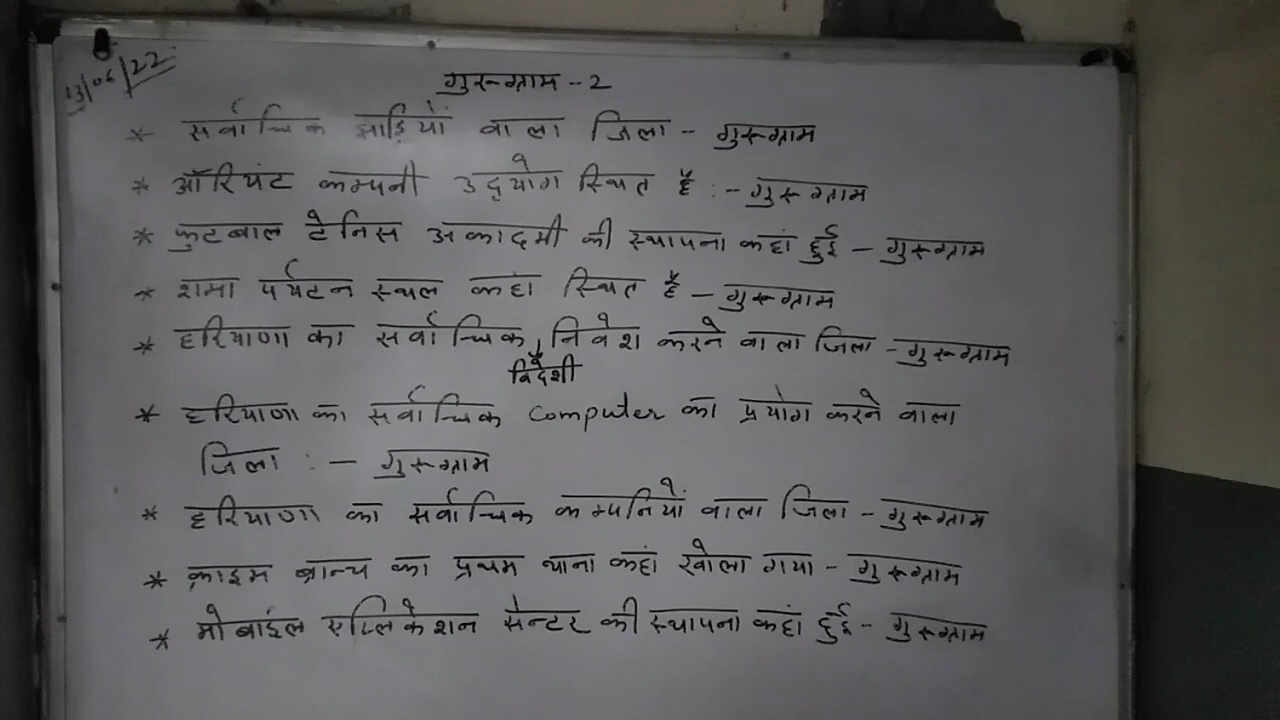 13/06/22
गुरूग्राम - 2
* सर्वाधिक झाड़ियों वाला जिला - गुरूग्राम
* ऑरियंट कम्पनी उद्योग स्थित है :- गुरूग्राम
* फुटबाल टेनिस अकादमी की स्थापना कहां हुई - गुरूग्राम
* शमा पर्यटन स्थल कहां स्थित है - गुरूग्राम
* हरियाणा का सर्वाधिक, निवेश करने वाला जिला - गुरूग्राम
विदेशी
* हरियाणा का सर्वाधिक Computer का प्रयोग करने वाला
जिला :- गुरूग्राम
* हरियाणा का सर्वाधिक कम्पनियों वाला जिला - गुरूग्राम
* क्राइम ब्रान्च का प्रथम थाना कहां खोला गया - गुरूग्राम
* मोबाईल एप्लिकेशन सेन्टर की स्थापना कहां हुई - गुरूग्राम